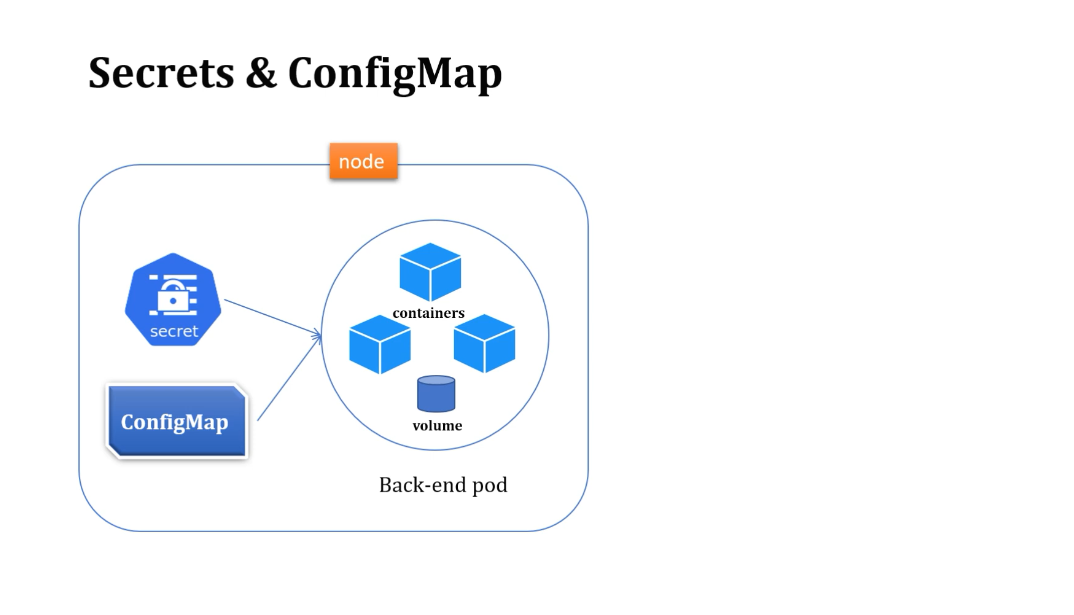 Secrets & ConfigMap
node
containers
secret
ConfigMap
volume
Back-end pod